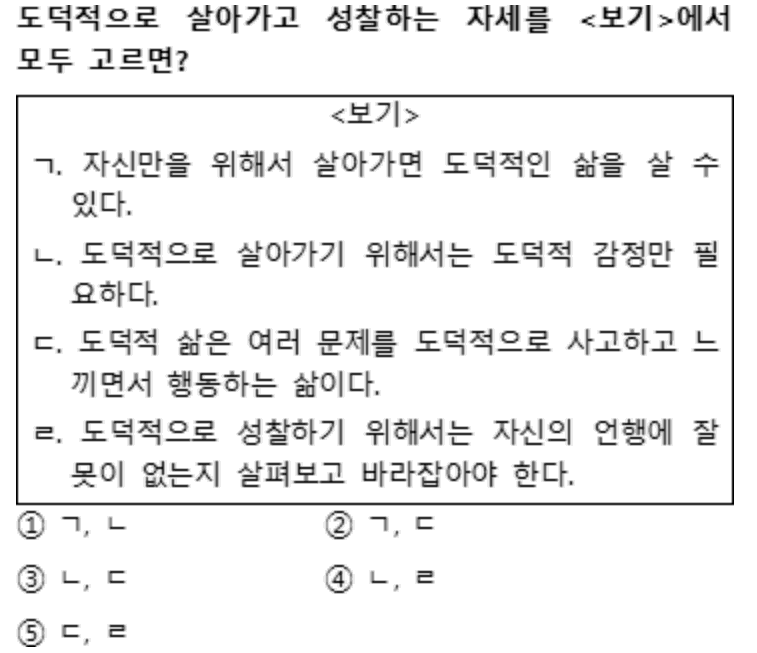 도덕적으로 살아가고 성찰하는 자세를 <보기>에서
모두 고르면?
<보기>
ㄱ. 자신만을 위해서 살아가면 도덕적인 삶을 살 수
있다.
ㄴ. 도덕적으로 살아가기 위해서는 도덕적 감정만 필
요하다.
ㄷ. 도덕적 삶은 여러 문제를 도덕적으로 사고하고 느
끼면서 행동하는 삶이다.
ㄹ. 도덕적으로 성찰하기 위해서는 자신의 언행에 잘
못이 없는지 살펴보고 바라잡아야 한다.
① ㄱ, ㄴ ② ㄱ, ㄷ
③ ㄴ, ㄷ ④ ㄴ, ㄹ
⑤ ㄷ, ㄹ